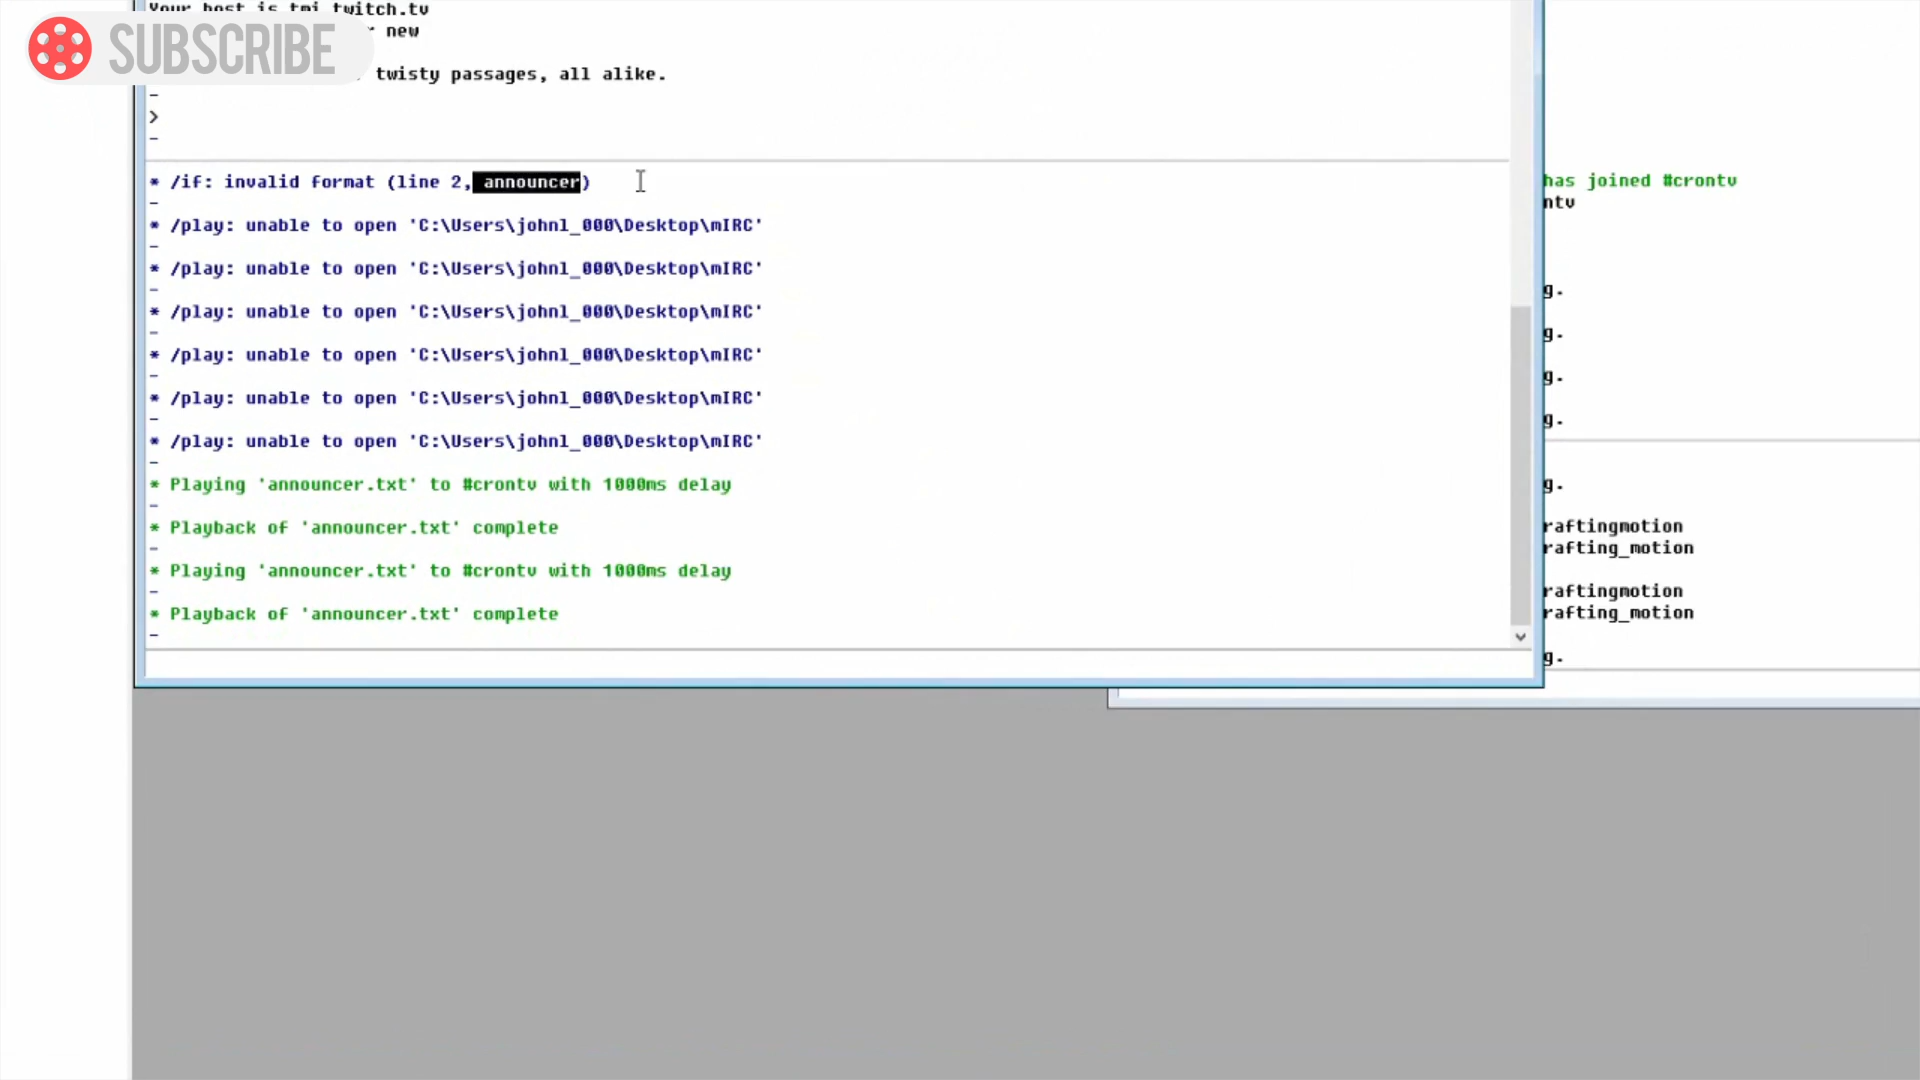 Your host is tmi.twitch.tv
SUBSCRIBE
new
twisty passages, all alike.
-
>
-
* /if: invalid format (line 2, announcer)
-
* /play: unable to open 'C:\Users\johnl_000\Desktop\mIRC'
-
* /play: unable to open 'C:\Users\johnl_000\Desktop\mIRC'
-
* /play: unable to open 'C:\Users\johnl_000\Desktop\mIRC'
-
* /play: unable to open 'C:\Users\johnl_000\Desktop\mIRC'
-
* /play: unable to open 'C:\Users\johnl_000\Desktop\mIRC'
-
* /play: unable to open 'C:\Users\johnl_000\Desktop\mIRC'
-
* Playing 'announcer.txt' to #crontv with 1000ms delay
-
* Playback of 'announcer.txt' complete
-
* Playing 'announcer.txt' to #crontv with 1000ms delay
-
* Playback of 'announcer.txt' complete
-
has joined #crontv
ntv
g.
g.
g.
g.
g.
raftingmotion
rafting_motion
raftingmotion
rafting_motion
g.